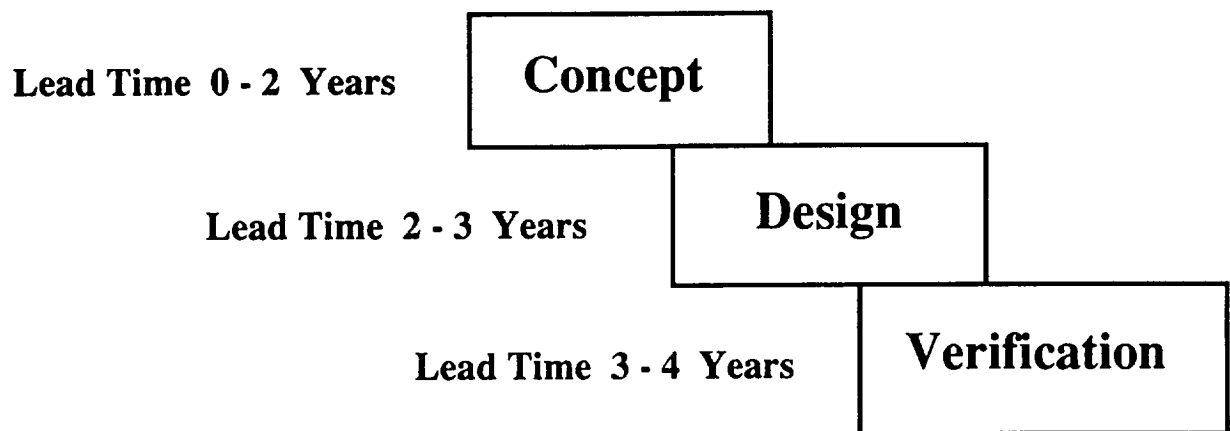 Lead Time 0 - 2 Years Concept
Lead Time 2 - 3 Years Design
Lead Time 3 - 4 Years Verification